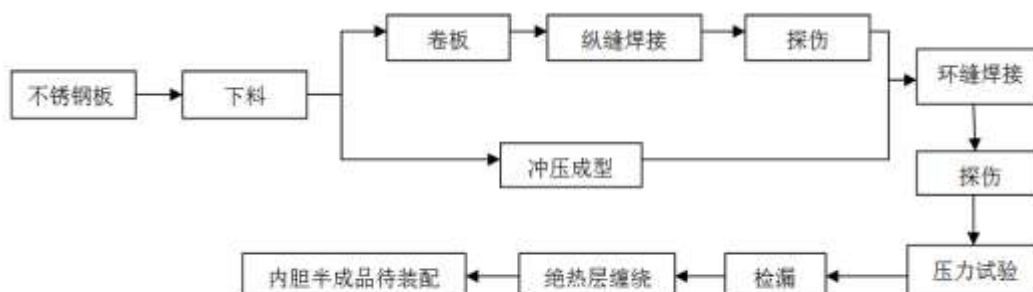 不锈钢板
下料
卷板
纵缝焊接
探伤
冲压成型
环缝焊接
探伤
压力试验
检漏
绝热层缠绕
内胆半成品待装配